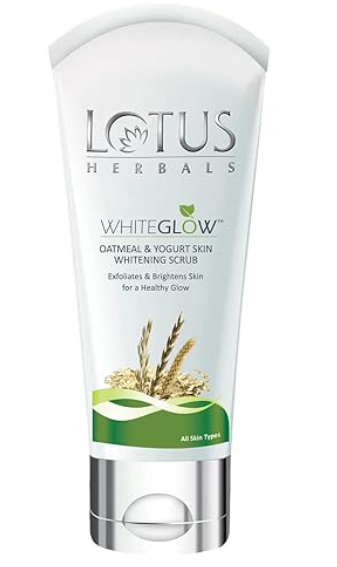 LOTUS
HERBALS
WHITEGLOW™
OATMEAL & YOGURT SKIN
WHITENING SCRUB
Exfoliates & Brightens Skin
for a Healthy Glow
All Skin Types